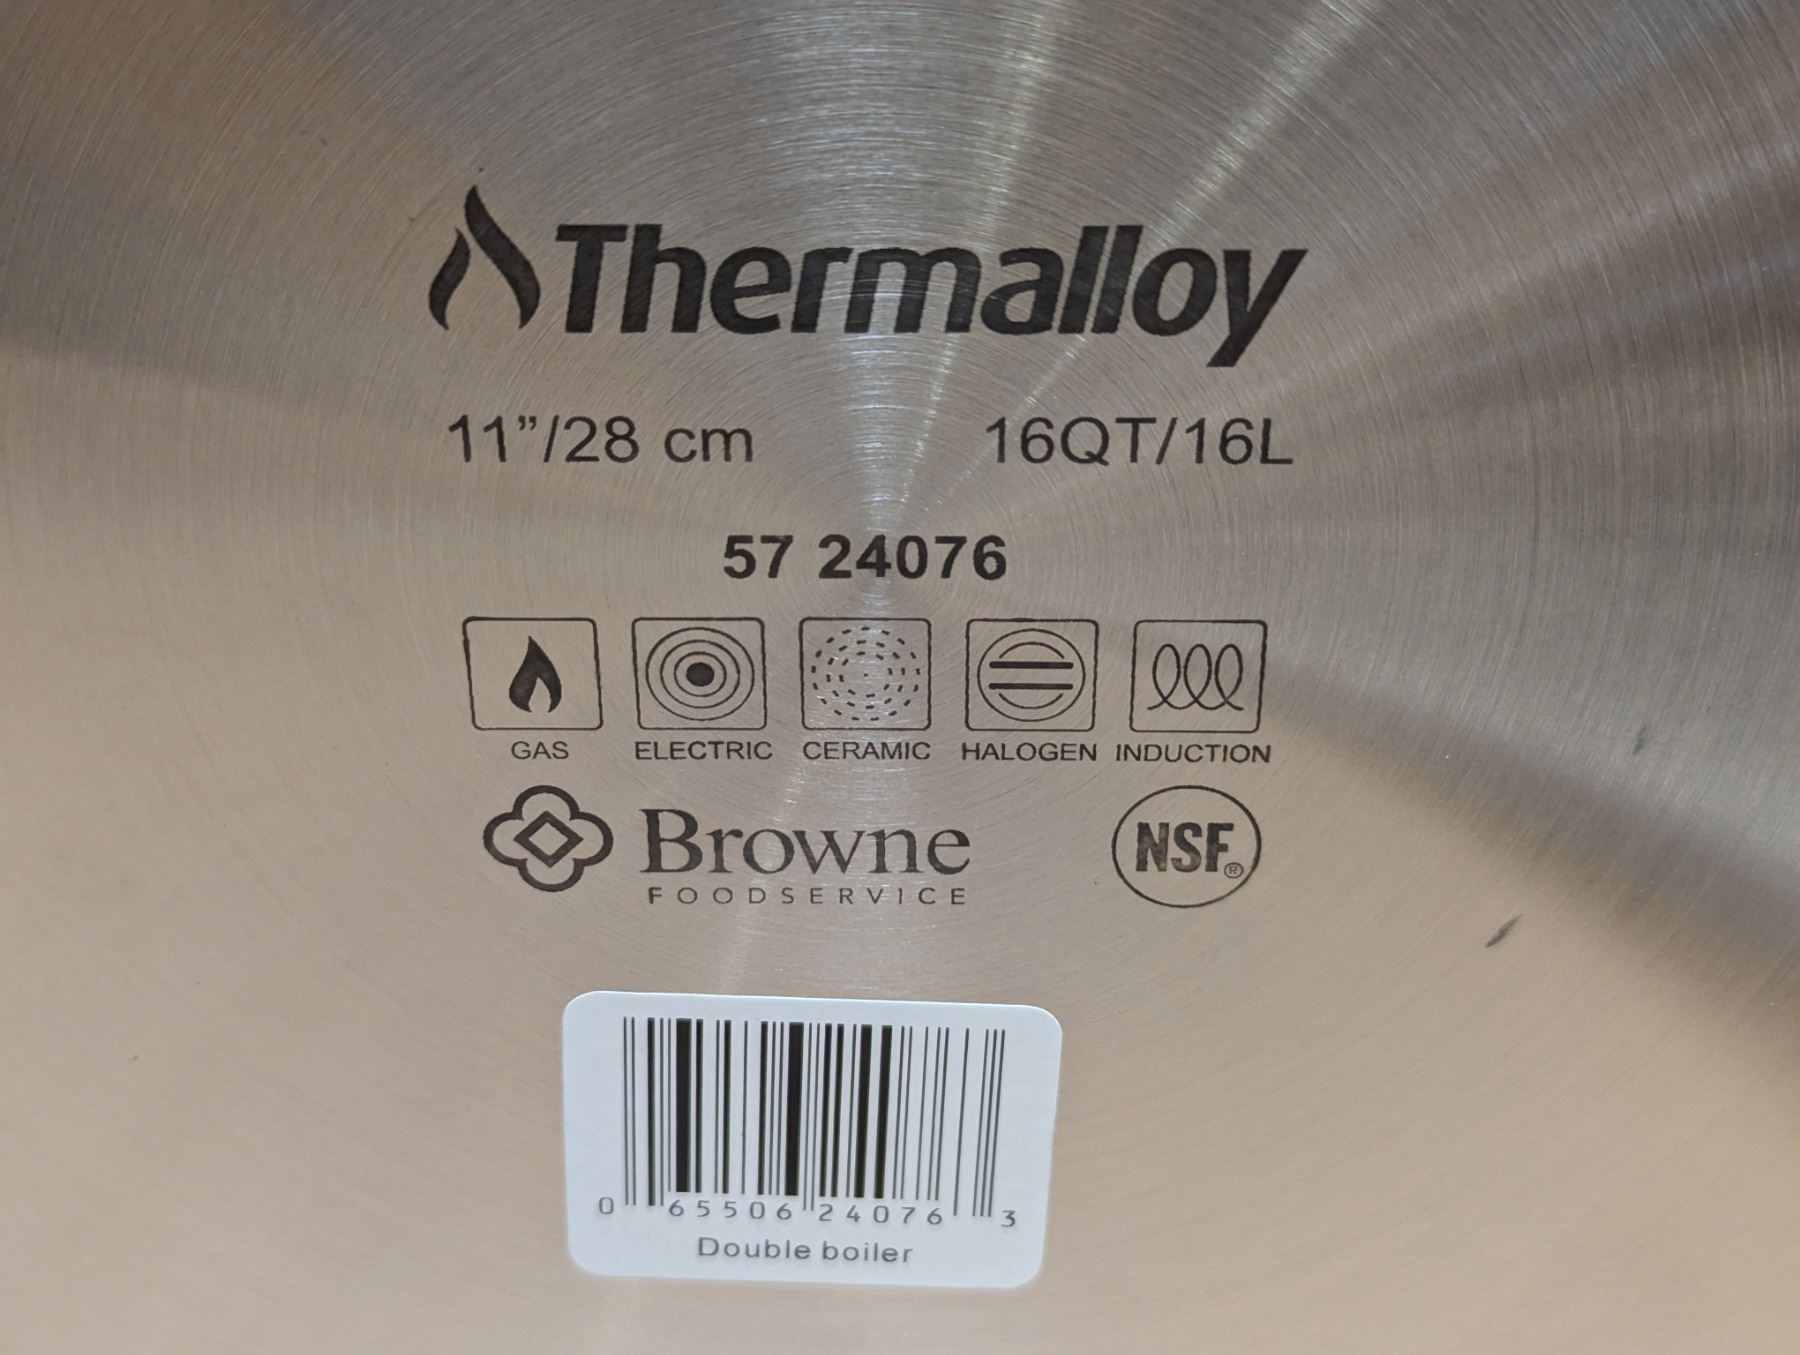 Thermalloy
11”/28 cm 16QT/16L
57 24076
GAS ELECTRIC CERAMIC HALOGEN INDUCTION
Browne NSF®
FOODSERVICE
0 65506 24076 3
Double boiler